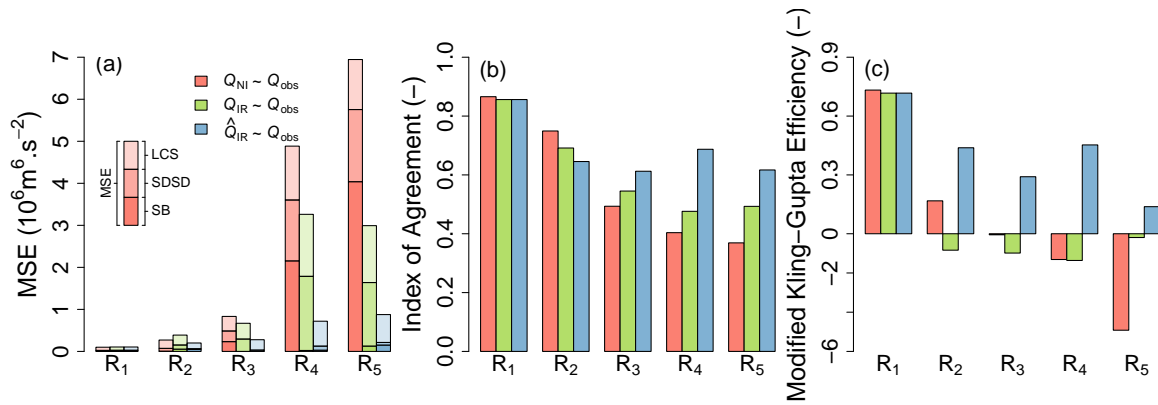 (a)
MSE (10⁶m⁶.s⁻²)
7
6
5
4
3
2
1
0
Q_NI ~ Q_obs
Q_IR ~ Q_obs
Q̂_IR ~ Q_obs
MSE
LCS
SDSD
SB
R₁ R₂ R₃ R₄ R₅
(b)
Index of Agreement (−)
1.0
0.8
0.6
0.4
0.2
0.0
R₁ R₂ R₃ R₄ R₅
(c)
Modified Kling−Gupta Efficiency (−)
0.9
0.6
0.3
0
−2
−6
R₁ R₂ R₃ R₄ R₅